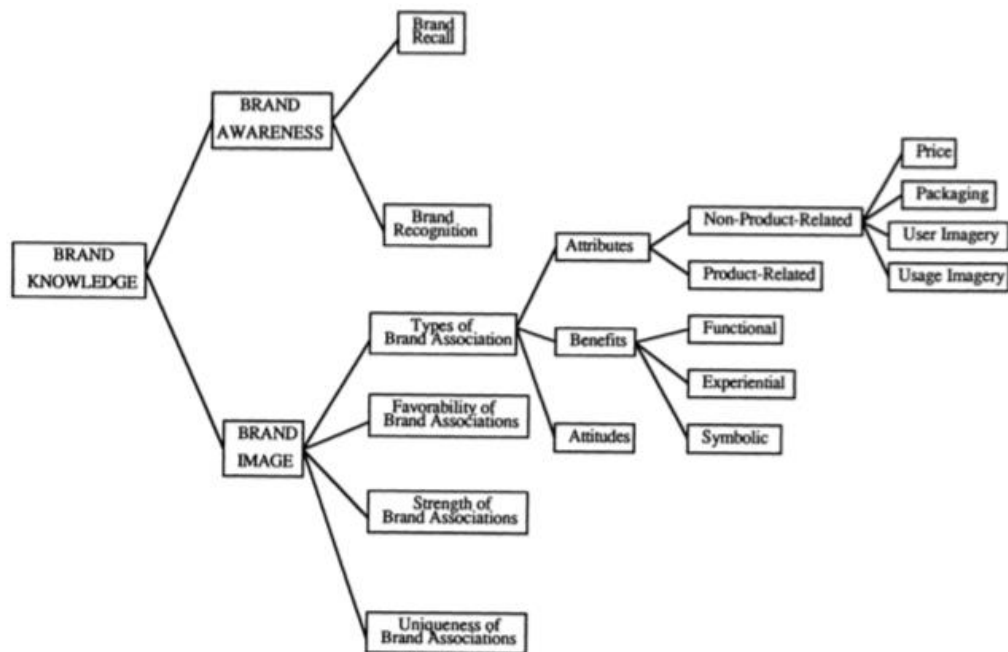 Brand
Recall
BRAND
AWARENESS
Brand
Recognition
BRAND
KNOWLEDGE
Types of
Brand Association
Favorability of
Brand Associations
BRAND
IMAGE
Strength of
Brand Associations
Uniqueness of
Brand Associations
Attributes
Benefits
Attitudes
Non-Product-Related
Product-Related
Functional
Experiential
Symbolic
Price
Packaging
User Imagery
Usage Imagery